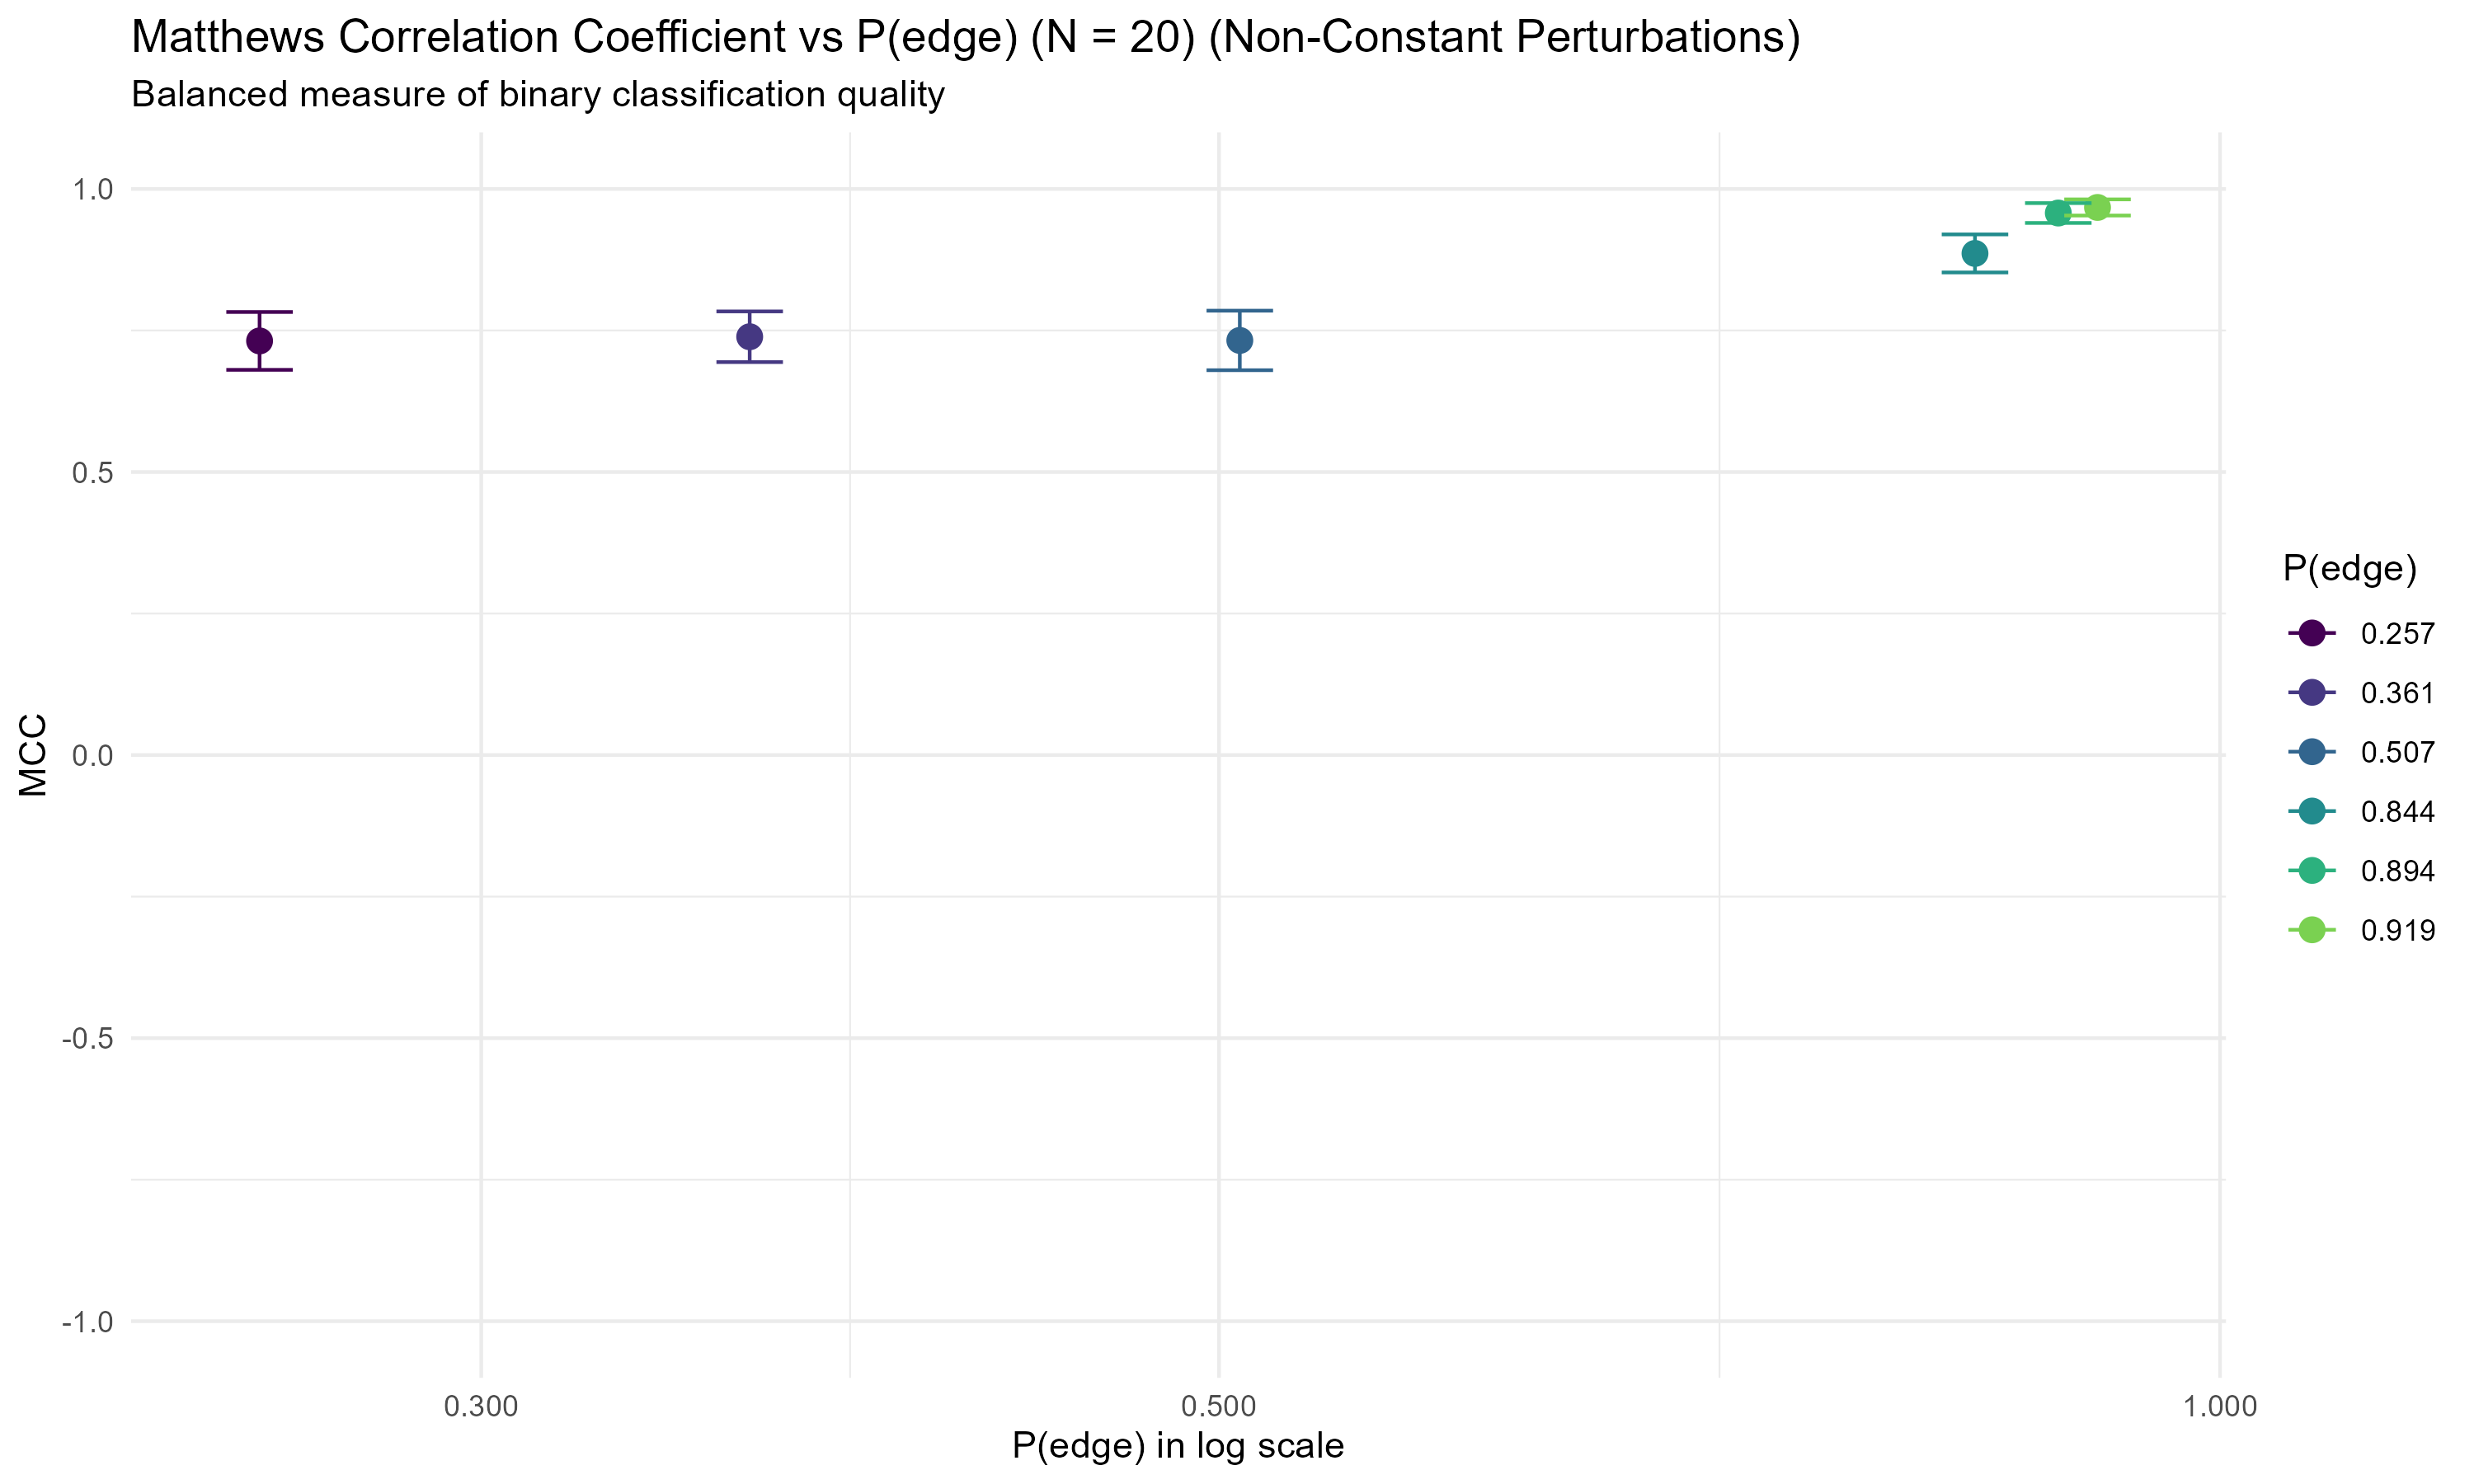 Matthews Correlation Coefficient vs P(edge) (N = 20) (Non-Constant Perturbations)
Balanced measure of binary classification quality
1.0
0.5
0.0
-0.5
-1.0
MCC
0.300
0.500
1.000
P(edge) in log scale
P(edge)
0.257
0.361
0.507
0.844
0.894
0.919